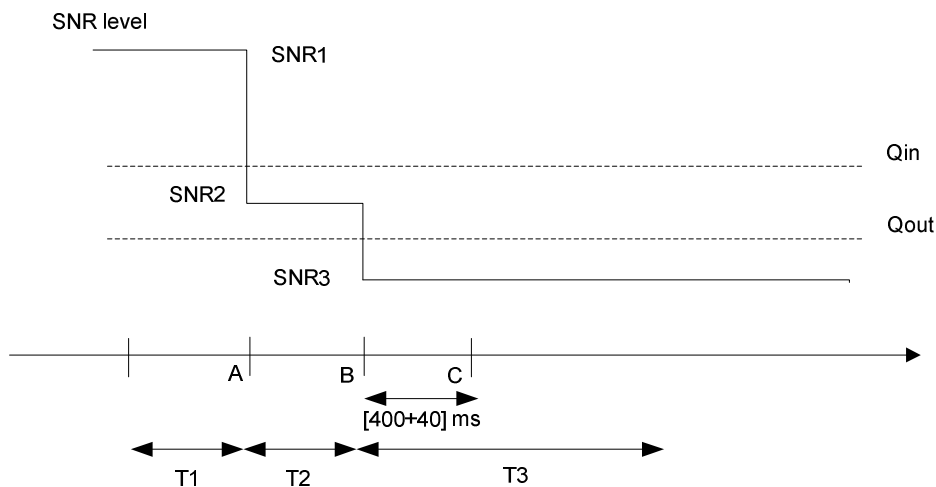 SNR level
SNR1
Qin
SNR2
Qout
SNR3
A
B
C
[400+40] ms
T1
T2
T3